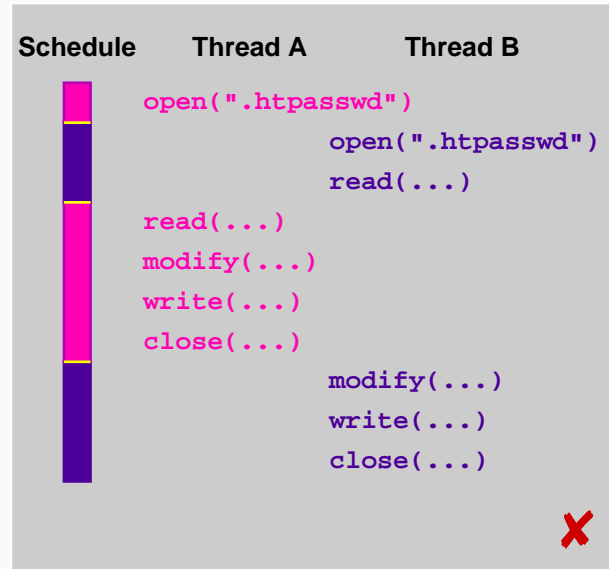 Schedule Thread A Thread B
open(".htpasswd")
open(".htpasswd")
read(...)
read(...)
modify(...)
write(...)
close(...)
modify(...)
write(...)
close(...)
✘